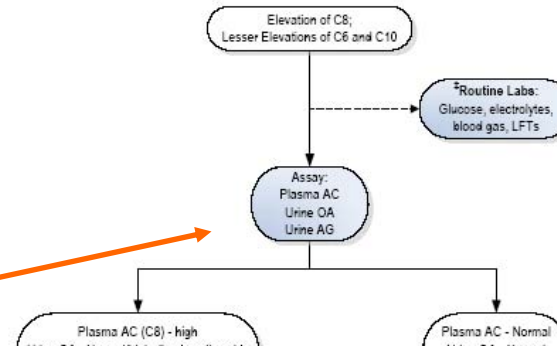 Elevation of C8;
Lesser Elevations of C6 and C10
‡Routine Labs:
Glucose, electrolytes,
blood gas, LFTs
Assay:
Plasma AC
Urine OA
Urine AG
Plasma AC (C8) - high
Plasma AC - Normal